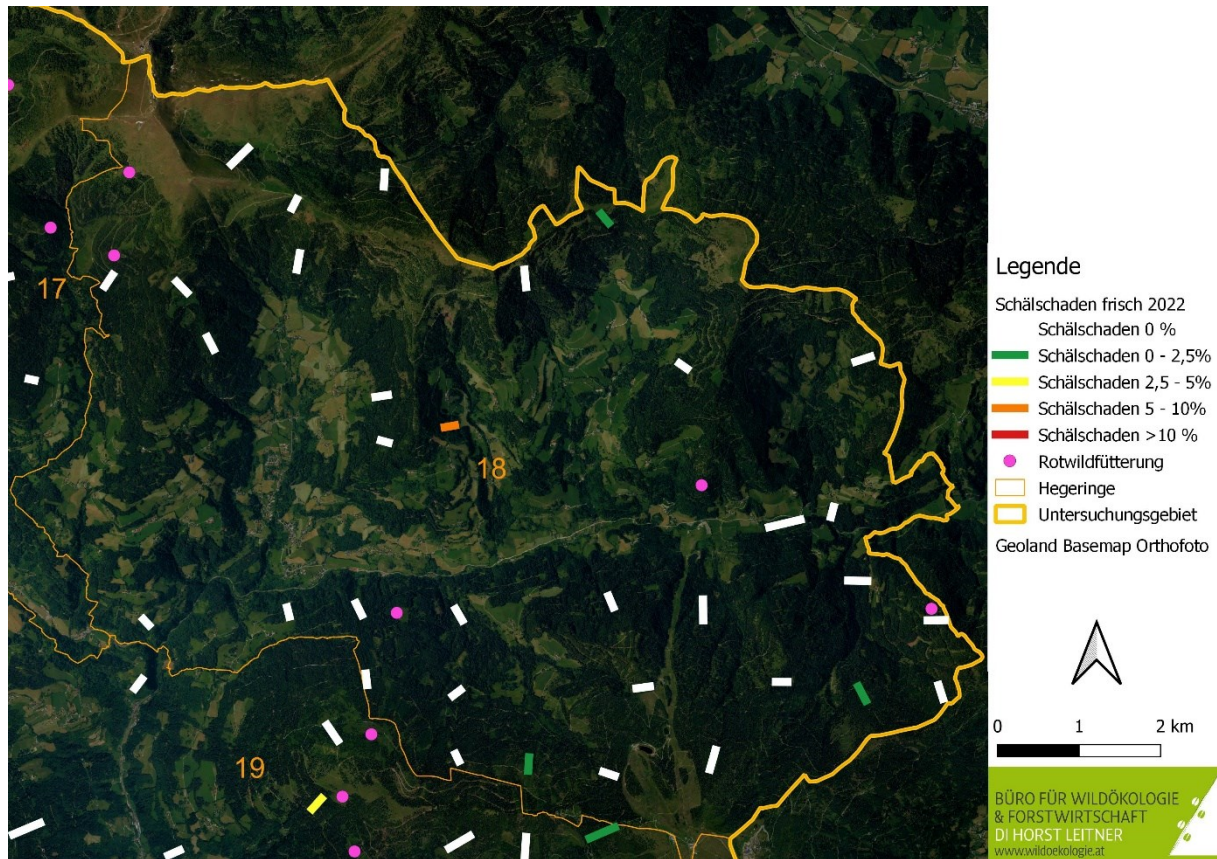 17
18
19
Legende
Schälschaden frisch 2022
Schälschaden 0 %
Schälschaden 0 - 2,5%
Schälschaden 2,5 - 5%
Schälschaden 5 - 10%
Schälschaden >10 %
Rotwildfütterung
Hegeringe
Untersuchungsgebiet
Geoland Basemap Orthofoto
0 1 2 km
BÜRO FÜR WILDÖKOLOGIE
& FORSTWIRTSCHAFT
DI HORST LEITNER
www.wildoekologie.at